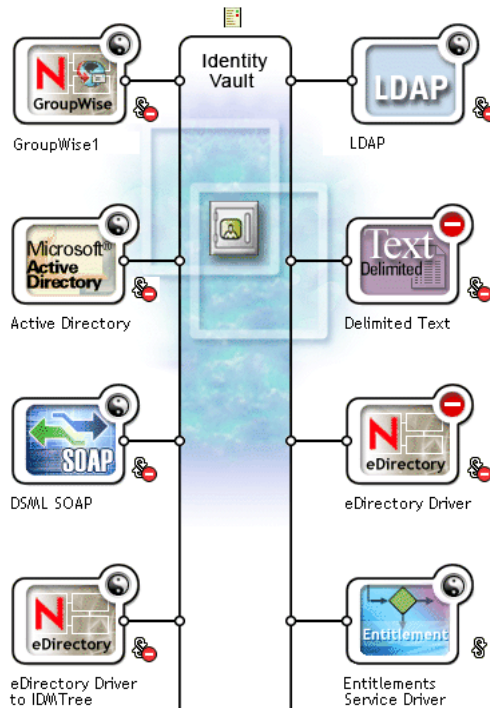 Identity
Vault
N
GroupWise
GroupWise1
LDAP
LDAP
Microsoft®
Active
Directory
Active Directory
Text
Delimited
Delimited Text
SOAP
DSML SOAP
N
eDirectory
eDirectory Driver
N
eDirectory
eDirectory Driver
to IDMTree
Entitlement
Entitlements
Service Driver